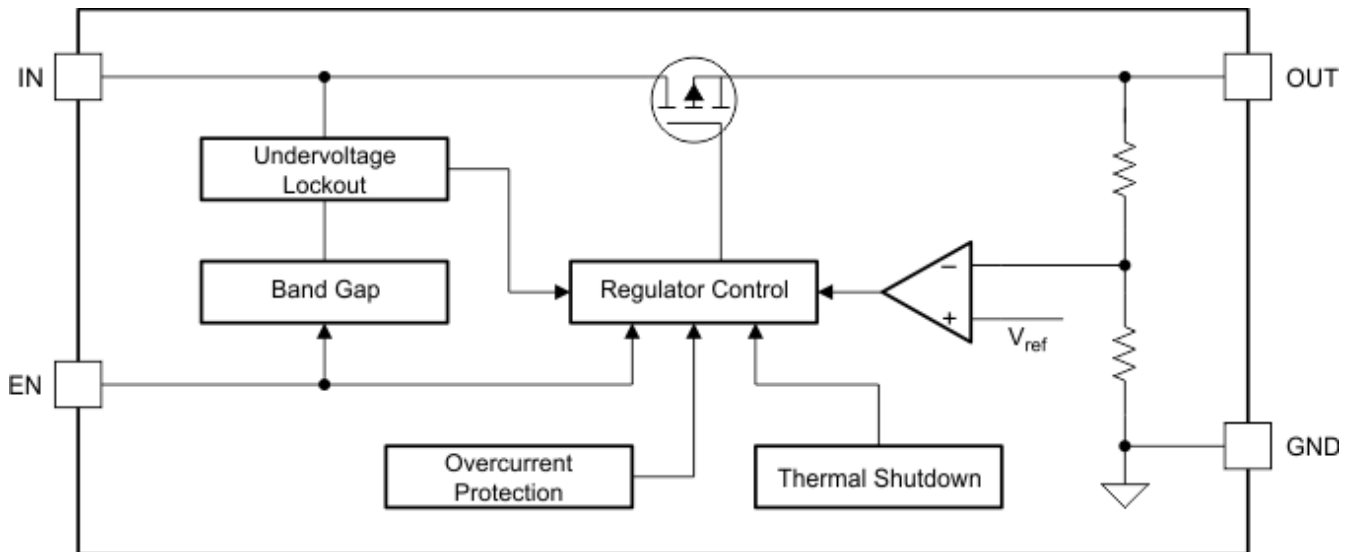 IN
OUT
Undervoltage
Lockout
Band Gap
Regulator Control
−
+
Vref
EN
GND
Overcurrent
Protection
Thermal Shutdown